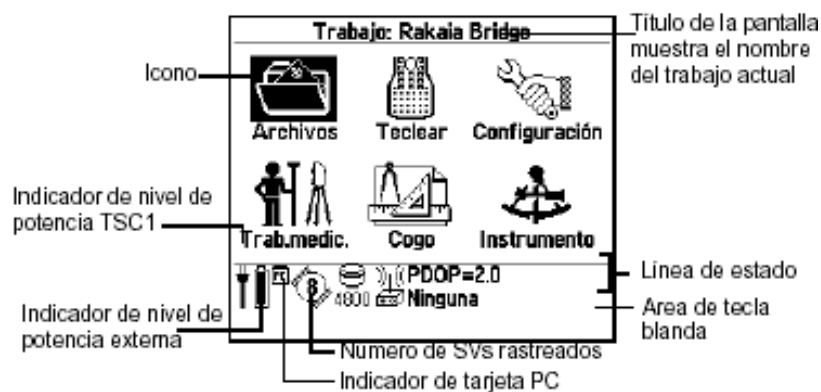 Trabajo: Rakaia Bridge
Título de la pantalla
muestra el nombre
del trabajo actual
Icono
Archivos
Teclear
Configuración
Indicador de nivel de
potencia TSC1
Trab.medic.
Cogo
Instrumento
Línea de estado
PC
8
4800
PDOP=2.0
Ninguna
Area de tecla
blanda
Indicador de nivel de
potencia externa
Numero de SVs rastreados
Indicador de tarjeta PC